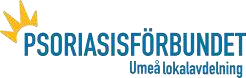 PSORIASISFÖRBUNDET
Umeå lokalavdelning